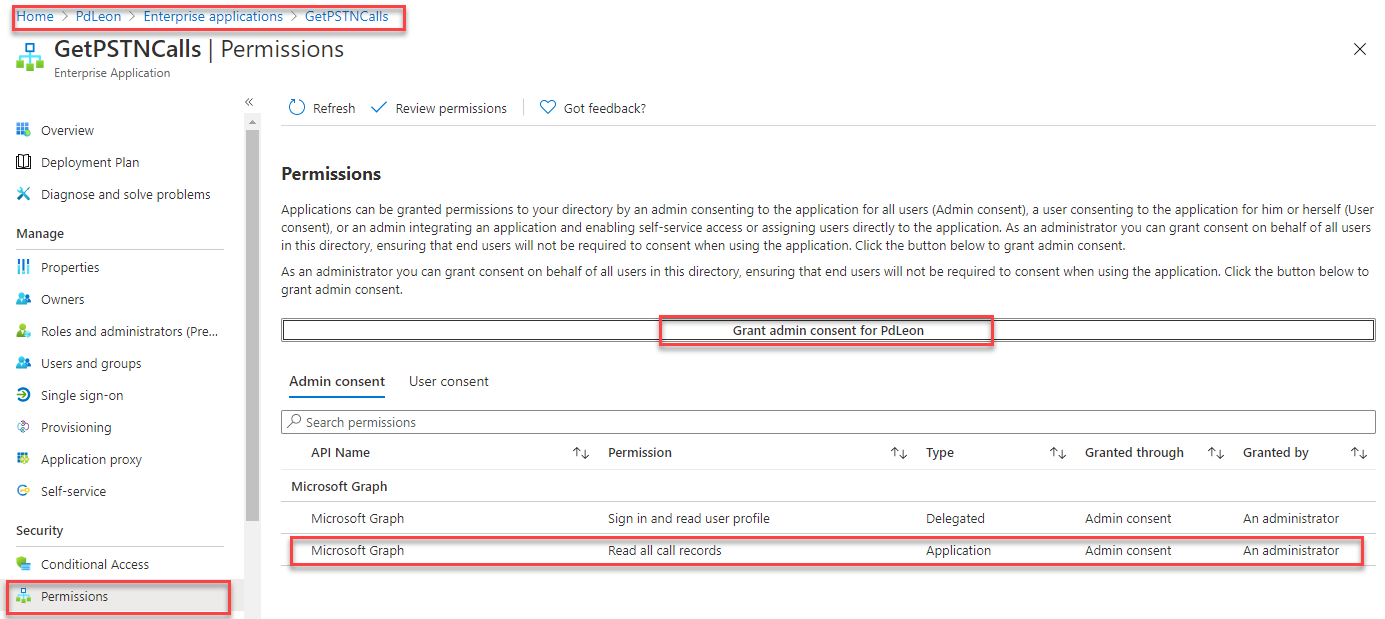 Home > PdLeon > Enterprise applications > GetPSTNCalls
GetPSTNCalls | Permissions
Enterprise Application
Overview
Deployment Plan
Diagnose and solve problems
Manage
Properties
Owners
Roles and administrators (Pre...
Users and groups
Single sign-on
Provisioning
Application proxy
Self-service
Security
Conditional Access
Permissions
Refresh Review permissions Got feedback?
Permissions
Applications can be granted permissions to your directory by an admin consenting to the application for all users (Admin consent), a user consenting to the application for him or herself (User
consent), or an admin integrating an application and enabling self-service access or assigning users directly to the application. As an administrator you can grant consent on behalf of all users
in this directory, ensuring that end users will not be required to consent when using the application. Click the button below to grant admin consent.
As an administrator you can grant consent on behalf of all users in this directory, ensuring that end users will not be required to consent when using the application. Click the button below to
grant admin consent.
Grant admin consent for PdLeon
Admin consent User consent
Search permissions
API Name Permission Type Granted through Granted by
Microsoft Graph
Microsoft Graph Sign in and read user profile Delegated Admin consent An administrator
Microsoft Graph Read all call records Application Admin consent An administrator